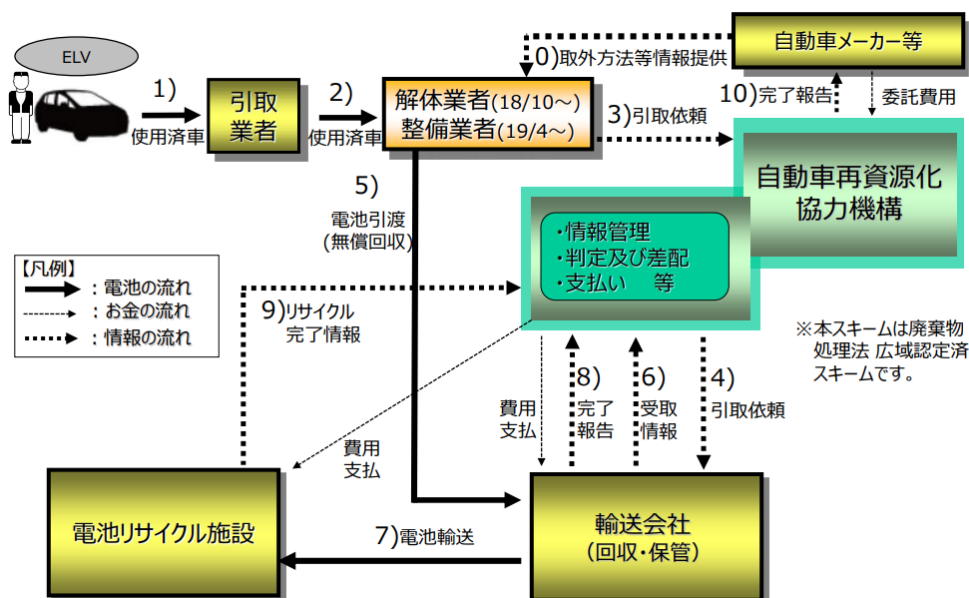 ELV
1)
使用済車
引取
業者
2)
使用済車
0)取外方法等情報提供
解体業者(18/10～)
整備業者(19/4～)
3)引取依頼
自動車メーカー等
10)完了報告
委託費用
自動車再資源化
協力機構
・情報管理
・判定及び差配
・支払い　等
5)
電池引渡
(無償回収)
【凡例】
：電池の流れ
：お金の流れ
：情報の流れ
9)リサイクル
完了情報
※本スキームは廃棄物
処理法 広域認定済
スキームです。
費用
支払
費用
支払
8)
完了
報告
6)
受取
情報
4)
引取依頼
電池リサイクル施設
7)電池輸送
輸送会社
(回収・保管)